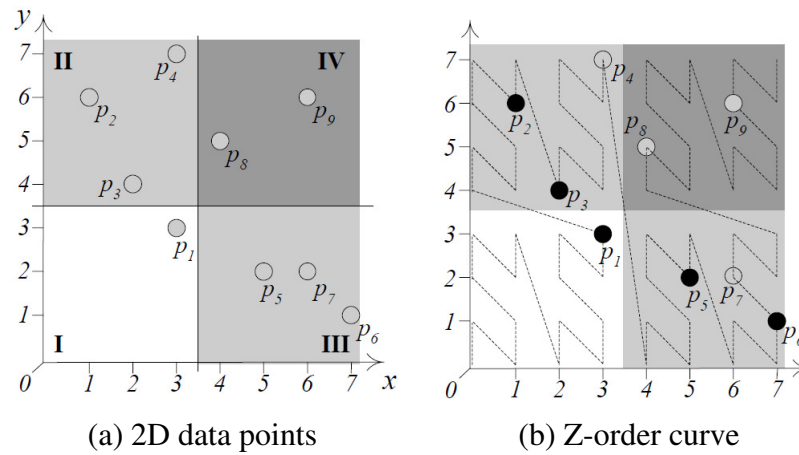 y
7
6
5
4
3
2
1
0
1 2 3 4 5 6 7 x
II
IV
I
III
p4
p2
p9
p8
p3
p1
p5
p7
p6
(a) 2D data points
y
7
6
5
4
3
2
1
0
1 2 3 4 5 6 7
p4
p2
p9
p8
p3
p1
p5
p7
p6
(b) Z-order curve